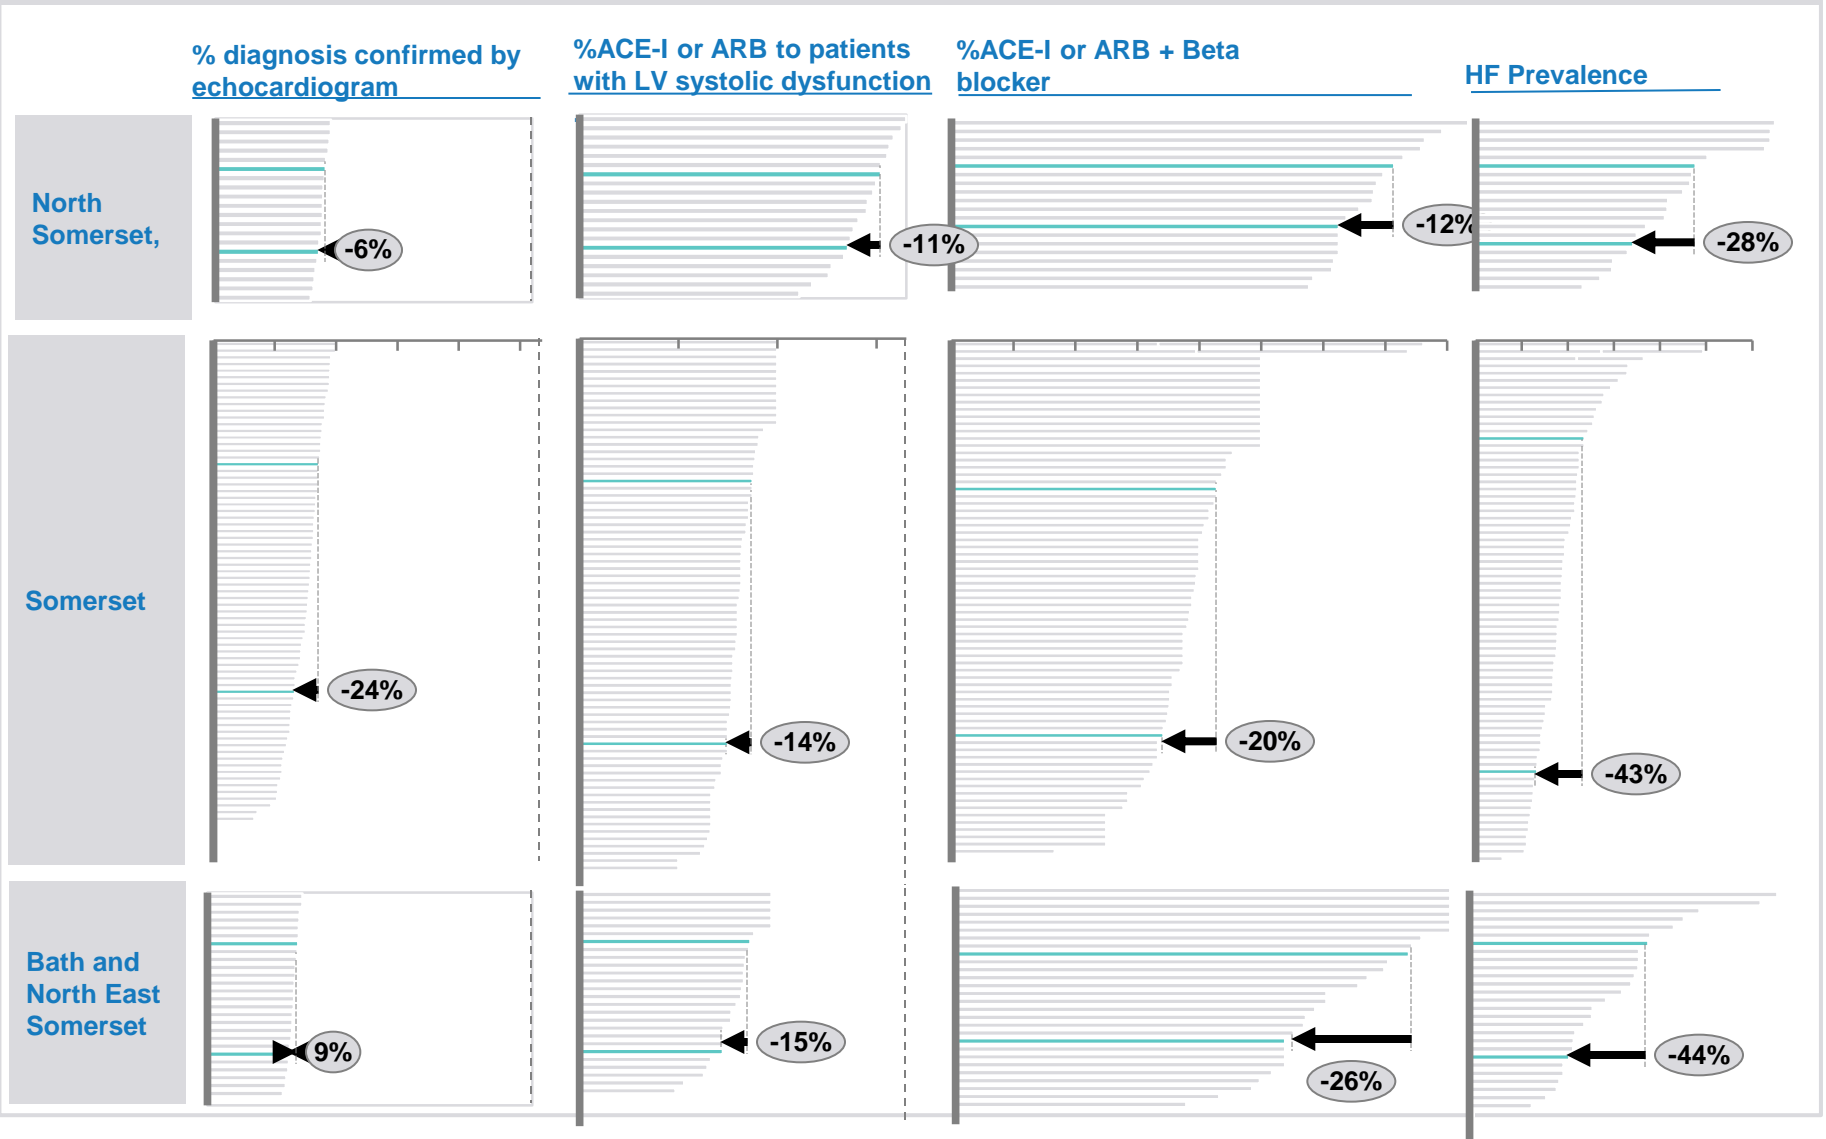 % diagnosis confirmed by
echocardiogram
%ACE-I or ARB to patients
with LV systolic dysfunction
%ACE-I or ARB + Beta
blocker
HF Prevalence
North
Somerset,
-6%
-11%
-12%
-28%
Somerset
-24%
-14%
-20%
-43%
Bath and
North East
Somerset
9%
-15%
-26%
-44%